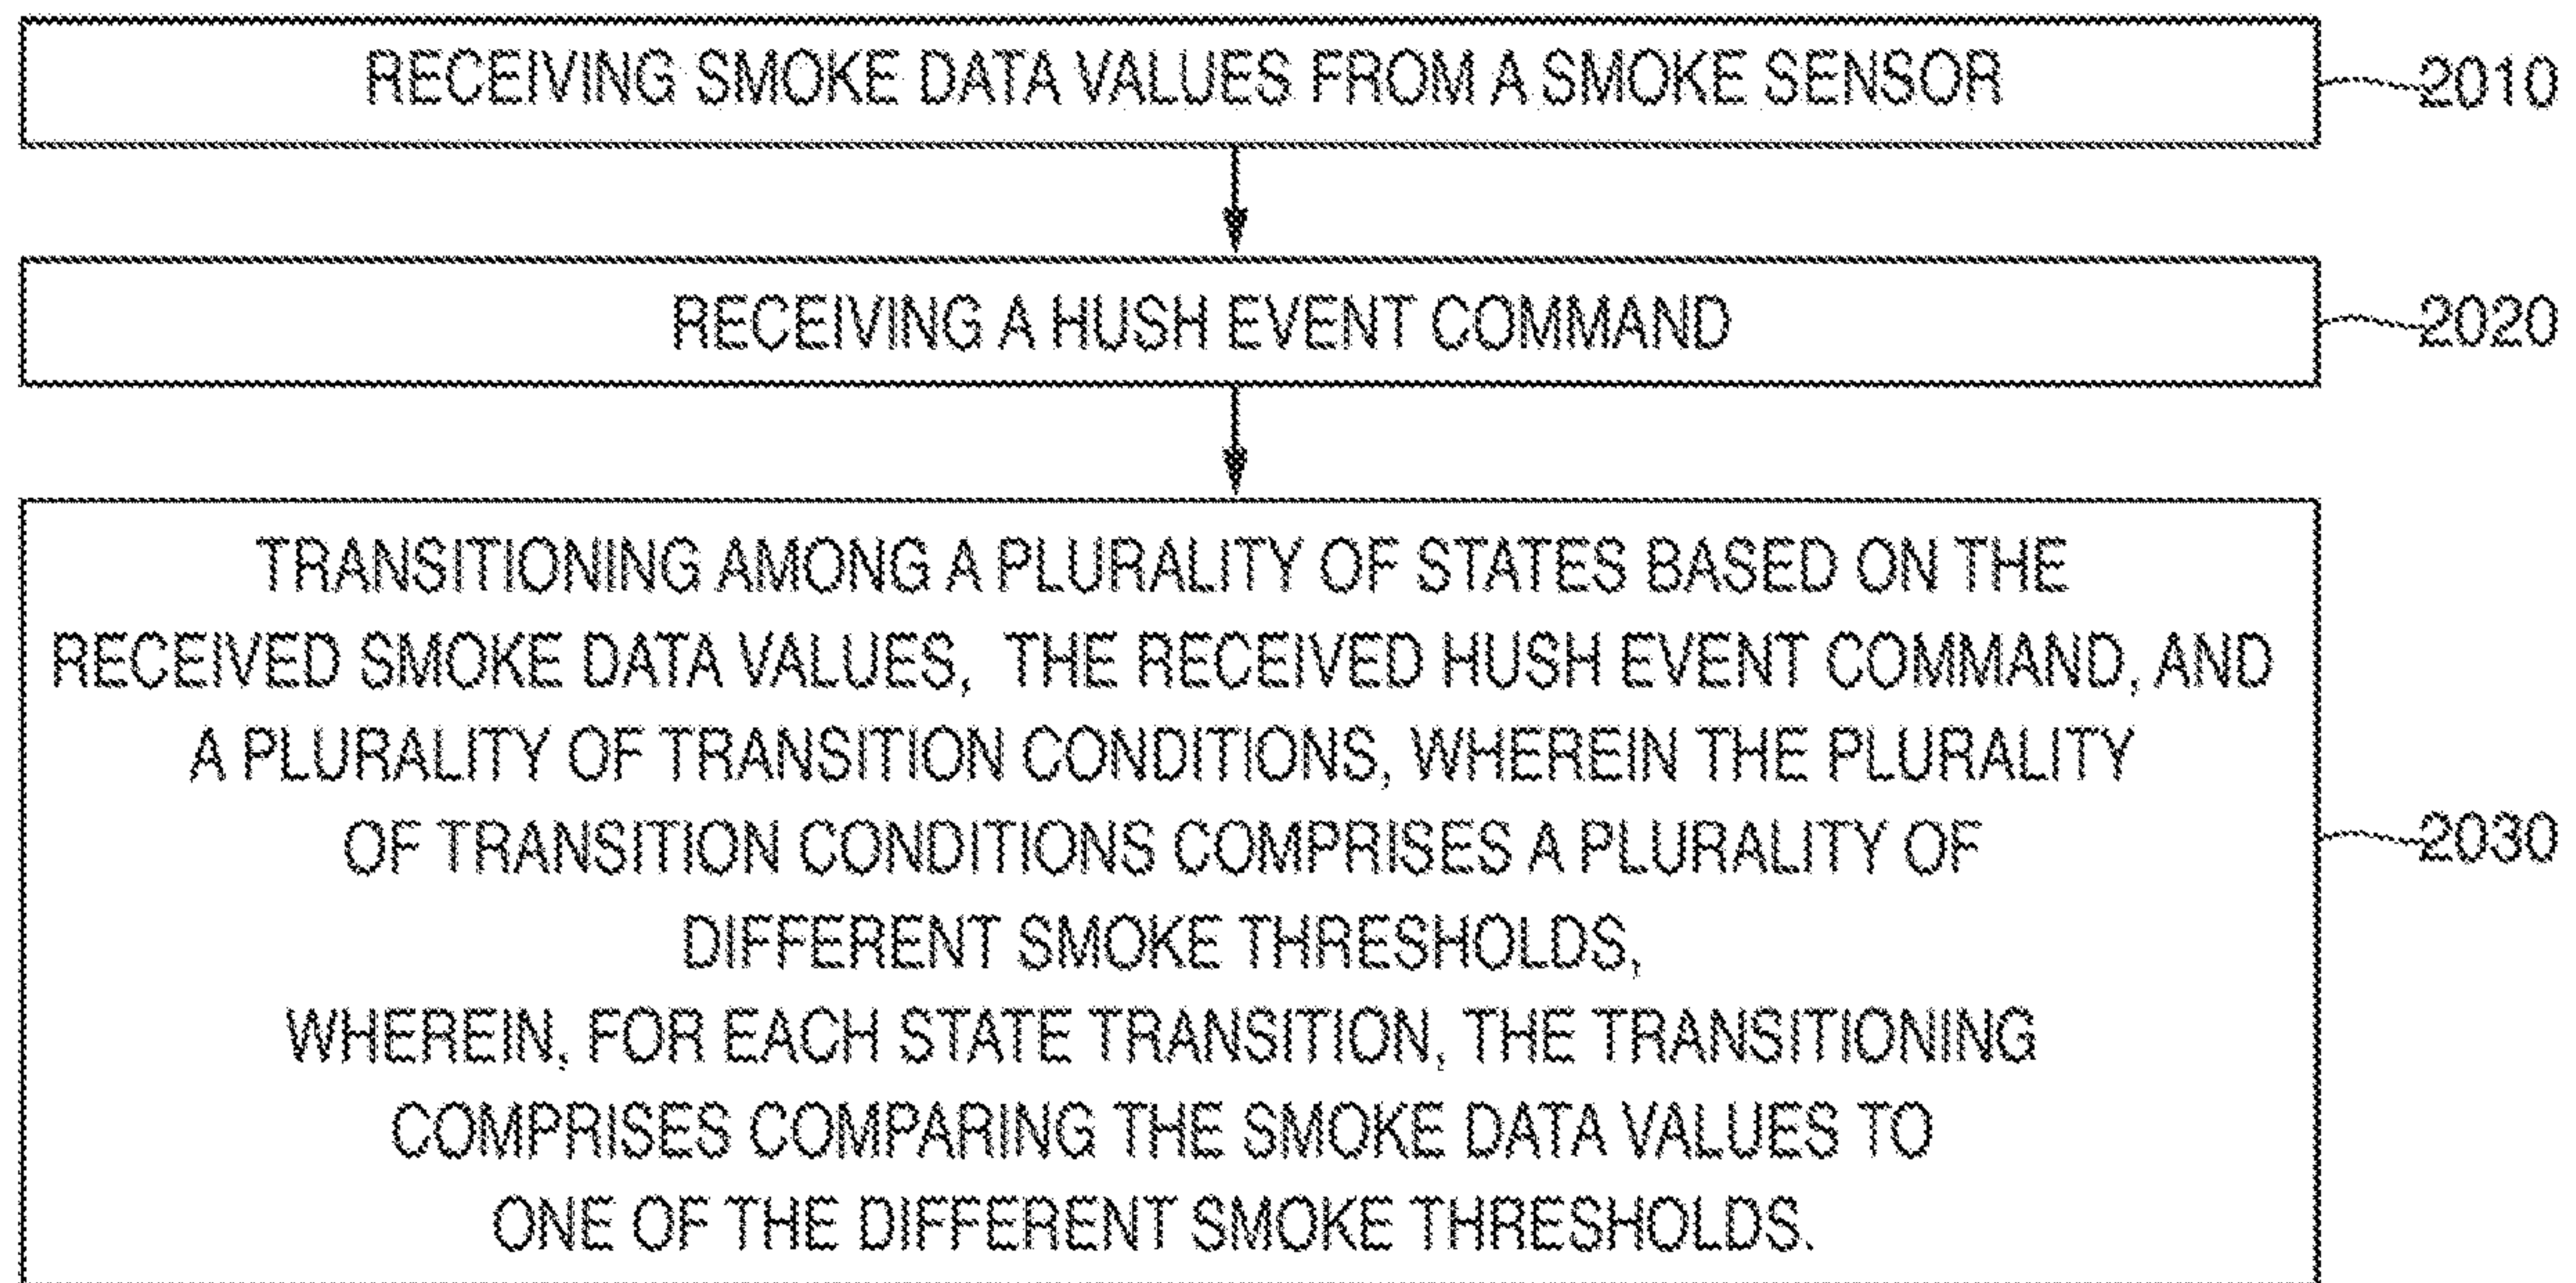 RECEIVING SMOKE DATA VALUES FROM A SMOKE SENSOR
2010
RECEIVING A HUSH EVENT COMMAND
2020
TRANSITIONING AMONG A PLURALITY OF STATES BASED ON THE
RECEIVED SMOKE DATA VALUES, THE RECEIVED HUSH EVENT COMMAND, AND
A PLURALITY OF TRANSITION CONDITIONS, WHEREIN THE PLURALITY
OF TRANSITION CONDITIONS COMPRISES A PLURALITY OF
DIFFERENT SMOKE THRESHOLDS,
WHEREIN, FOR EACH STATE TRANSITION, THE TRANSITIONING
COMPRISES COMPARING THE SMOKE DATA VALUES TO
ONE OF THE DIFFERENT SMOKE THRESHOLDS.
2030